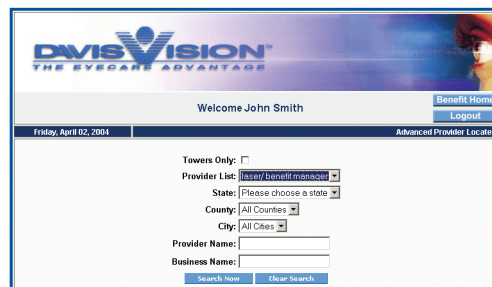 DAVIS VISION™
THE EYECARE ADVANTAGE
Welcome John Smith
Benefit Home
Logout
Friday, April 02, 2004
Advanced Provider Locate
Towers Only:
Provider List: laser/ benefit manager
State: Please choose a state
County: All Counties
City: All Cities
Provider Name:
Business Name:
Search Now Clear Search